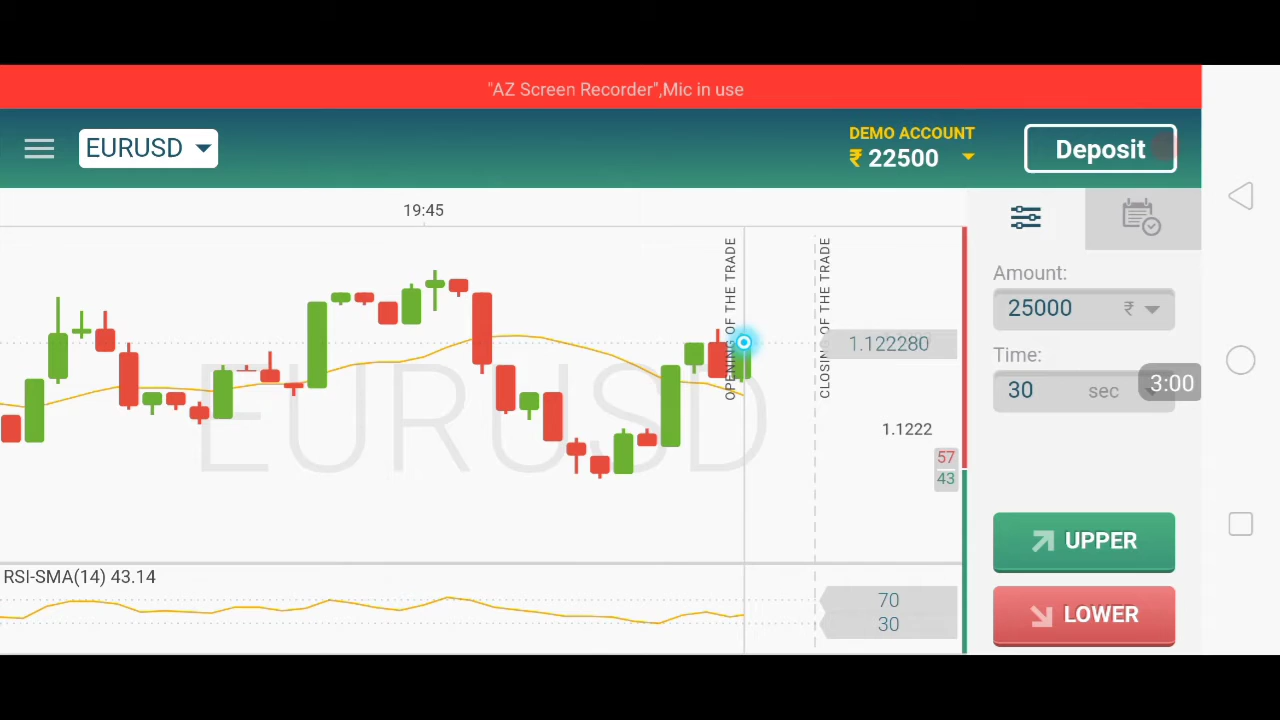 "AZ Screen Recorder",Mic in use
EURUSD
DEMO ACCOUNT
₹ 22500
Deposit
19:45
OPENING OF THE TRADE
CLOSING OF THE TRADE
1.122280
1.1222
57
43
EURUSD
RSI-SMA(14) 43.14
70
30
Amount:
25000 ₹
Time:
30 sec
3:00
UPPER
LOWER